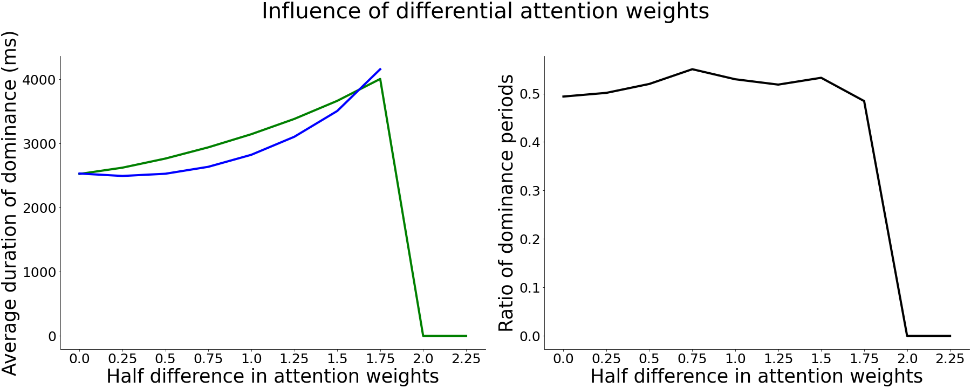 Influence of differential attention weights
Average duration of dominance (ms)
4000
3000
2000
1000
0
0.0 0.25 0.5 0.75 1.0 1.25 1.5 1.75 2.0 2.25
Half difference in attention weights
Ratio of dominance periods
0.5
0.4
0.3
0.2
0.1
0.0
0.0 0.25 0.5 0.75 1.0 1.25 1.5 1.75 2.0 2.25
Half difference in attention weights